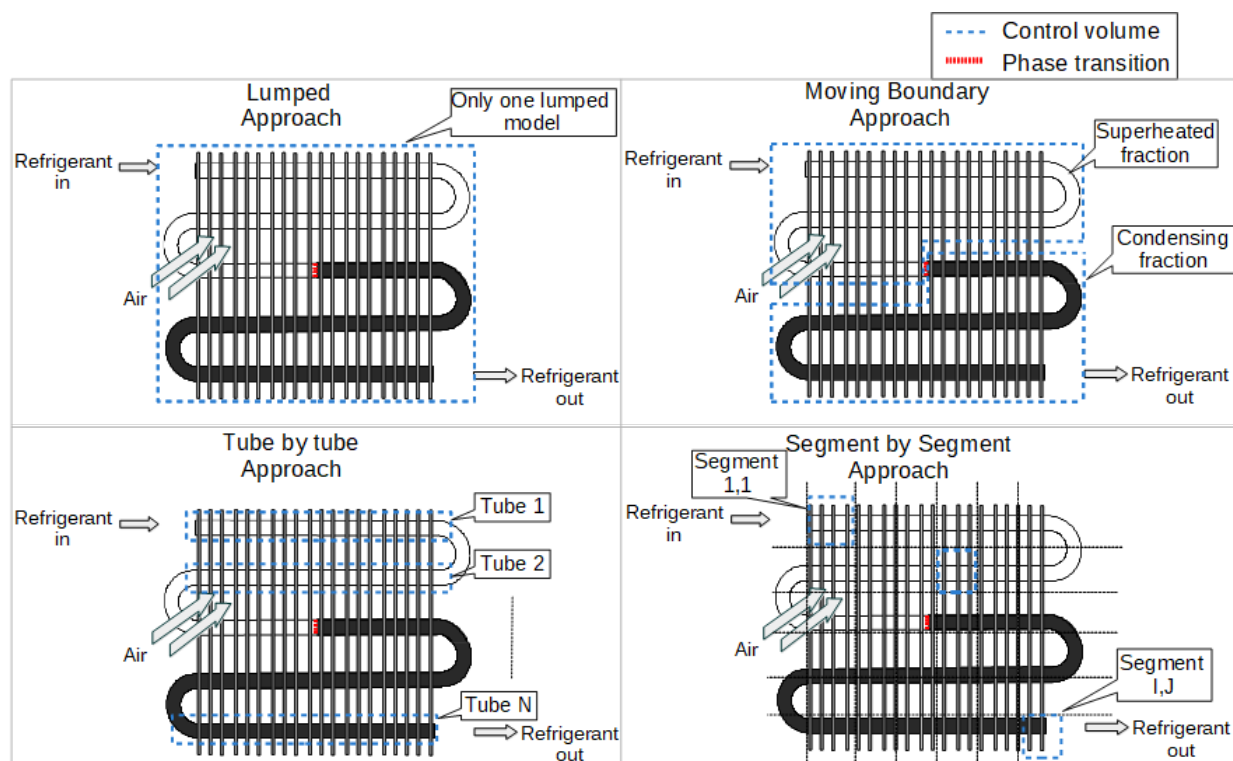 Control volume
Phase transition
Lumped
Approach
Only one lumped
model
Refrigerant
in
Air
Refrigerant
out
Moving Boundary
Approach
Superheated
fraction
Refrigerant
in
Condensing
fraction
Air
Refrigerant
out
Tube by tube
Approach
Refrigerant
in
Tube 1
Tube 2
Air
Tube N
Refrigerant
out
Segment by Segment
Approach
Segment
1,1
Refrigerant
in
Air
Segment
I,J
Refrigerant
out